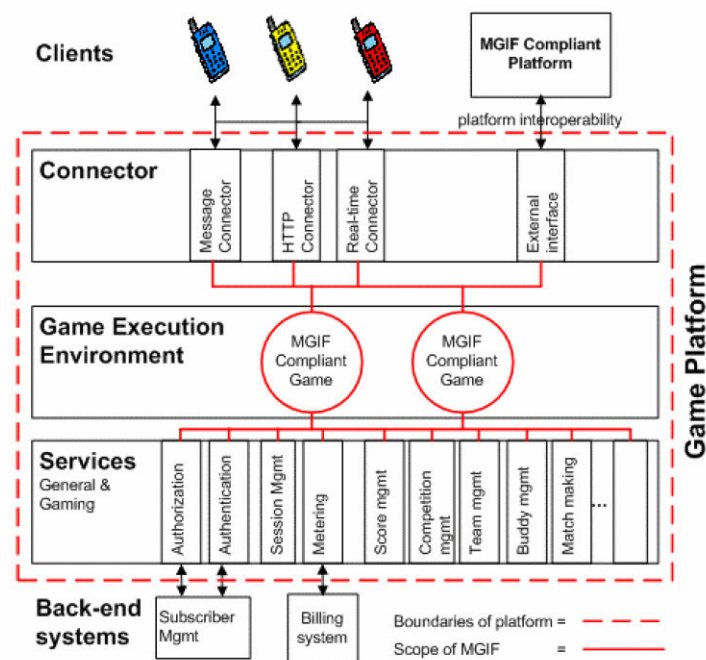 Clients
MGIF Compliant
Platform
platform interoperability
Connector
Message
Connector
HTTP
Connector
Real-time
Connector
External
interface
Game Execution
Environment
MGIF
Compliant
Game
MGIF
Compliant
Game
Game Platform
Services
General &
Gaming
Authorization
Authentication
Session Mgmt
Metering
Score mgmt
Competition
mgmt
Team mgmt
Buddy mgmt
Match making
...
Back-end
systems
Subscriber
Mgmt
Billing
system
Boundaries of platform =
Scope of MGIF =